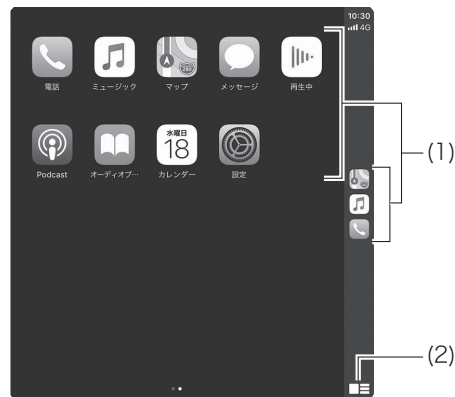 10:30
4G
電話
ミュージック
マップ
メッセージ
再生中
水曜日
18
Podcast
オーディオブ…
カレンダー
設定
(1)
(2)